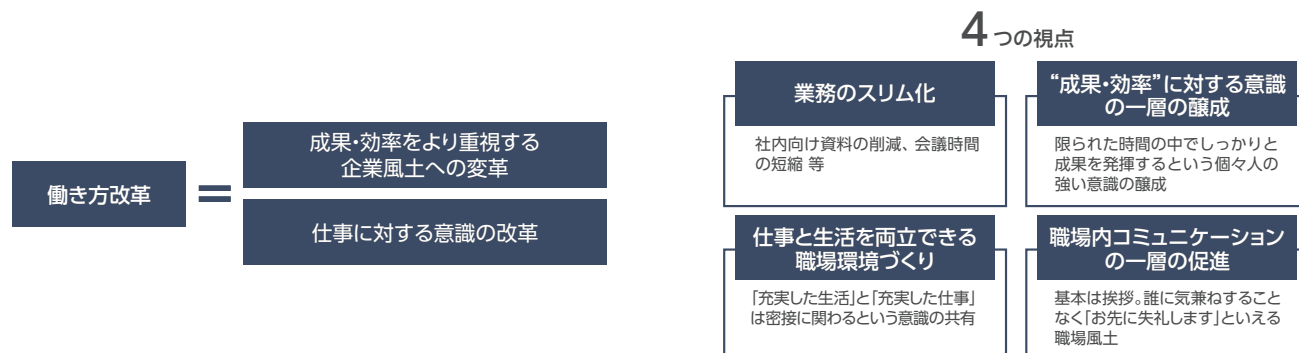 働き方改革
＝
成果・効率をより重視する
企業風土への変革
仕事に対する意識の改革
4つの視点
業務のスリム化
社内向け資料の削減、会議時間
の短縮 等
“成果・効率”に対する意識
の一層の醸成
限られた時間の中でしっかりと
成果を発揮するという個々人の
強い意識の醸成
仕事と生活を両立できる
職場環境づくり
「充実した生活」と「充実した仕事」
は密接に関わるという意識の共有
職場内コミュニケーション
の一層の促進
基本は挨拶。誰に気兼ねすること
なく「お先に失礼します」といえる
職場風土